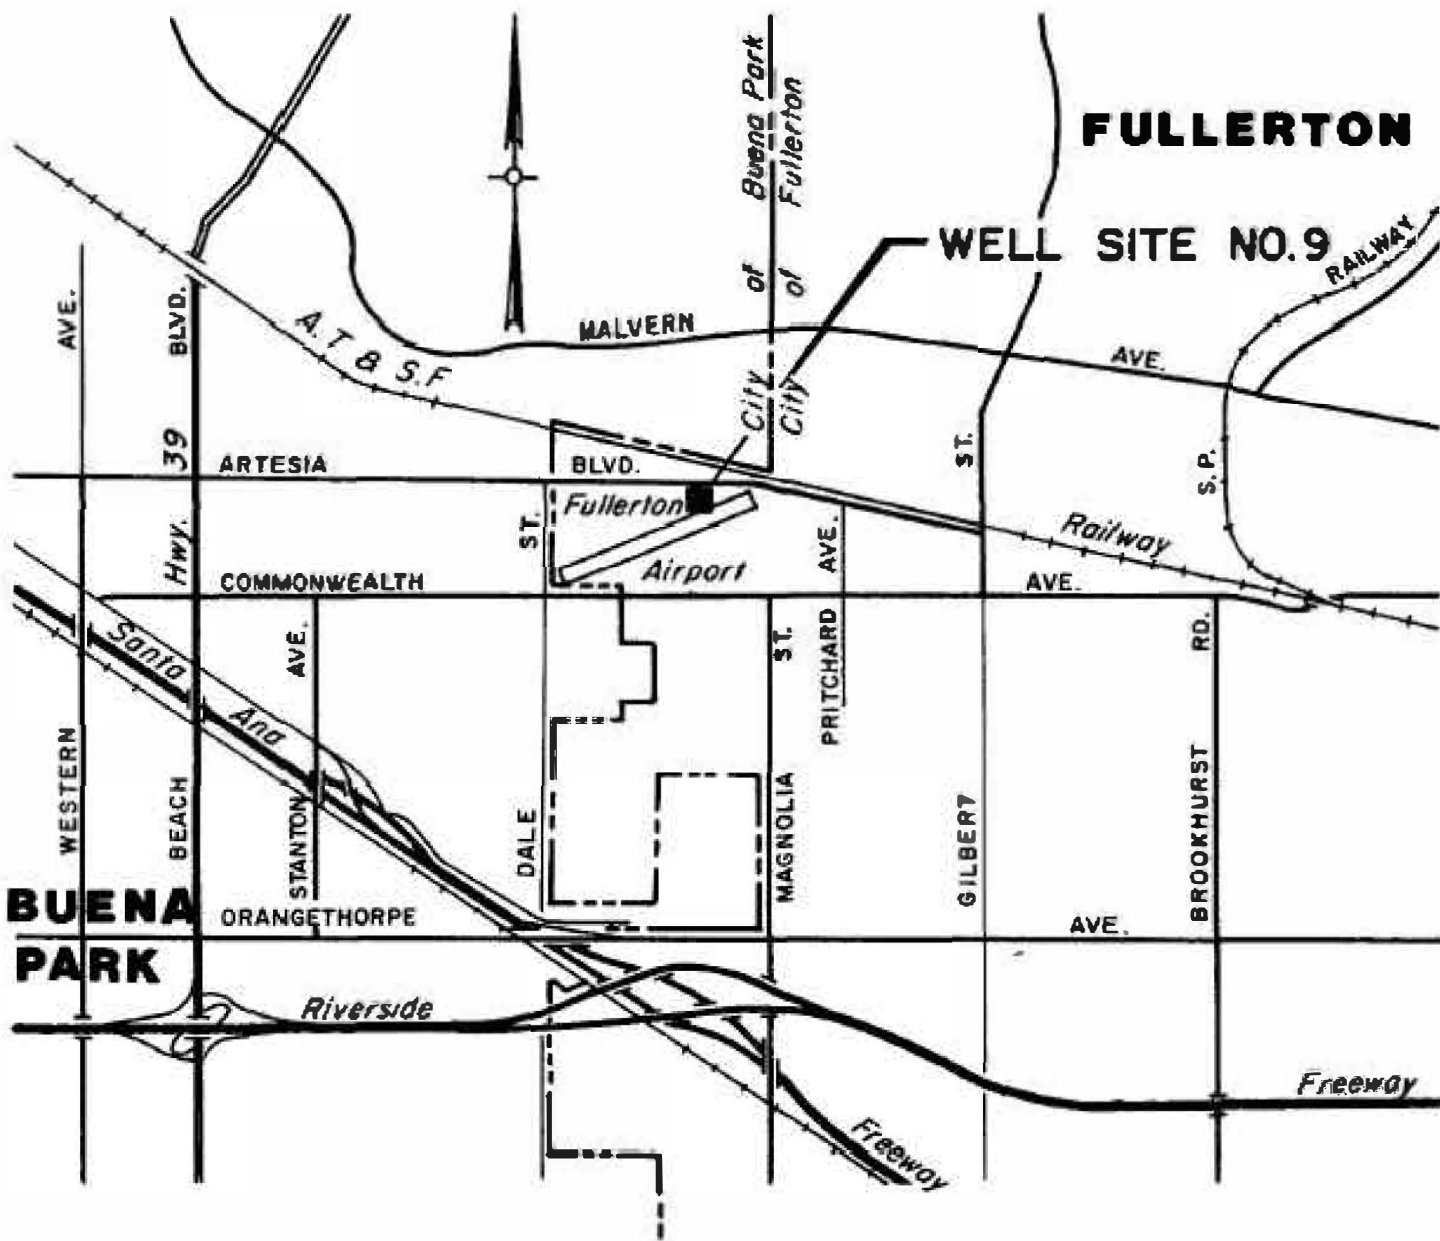 FULLERTON
City of Buena Park
City of Fullerton
WELL SITE NO. 9
RAILWAY
S.P.
MALVERN AVE.
A.T & S.F
Railway
ARTESIA BLVD.
Fullerton
Airport
COMMONWEALTH AVE.
WESTERN AVE.
BEACH BLVD.
Hwy. 39
STANTON AVE.
DALE ST.
MAGNOLIA ST.
PRITCHARD AVE.
GILBERT ST.
BROOKHURST RD.
Santa Ana
Freeway
BUENA
PARK
ORANGETHORPE AVE.
Riverside
Freeway